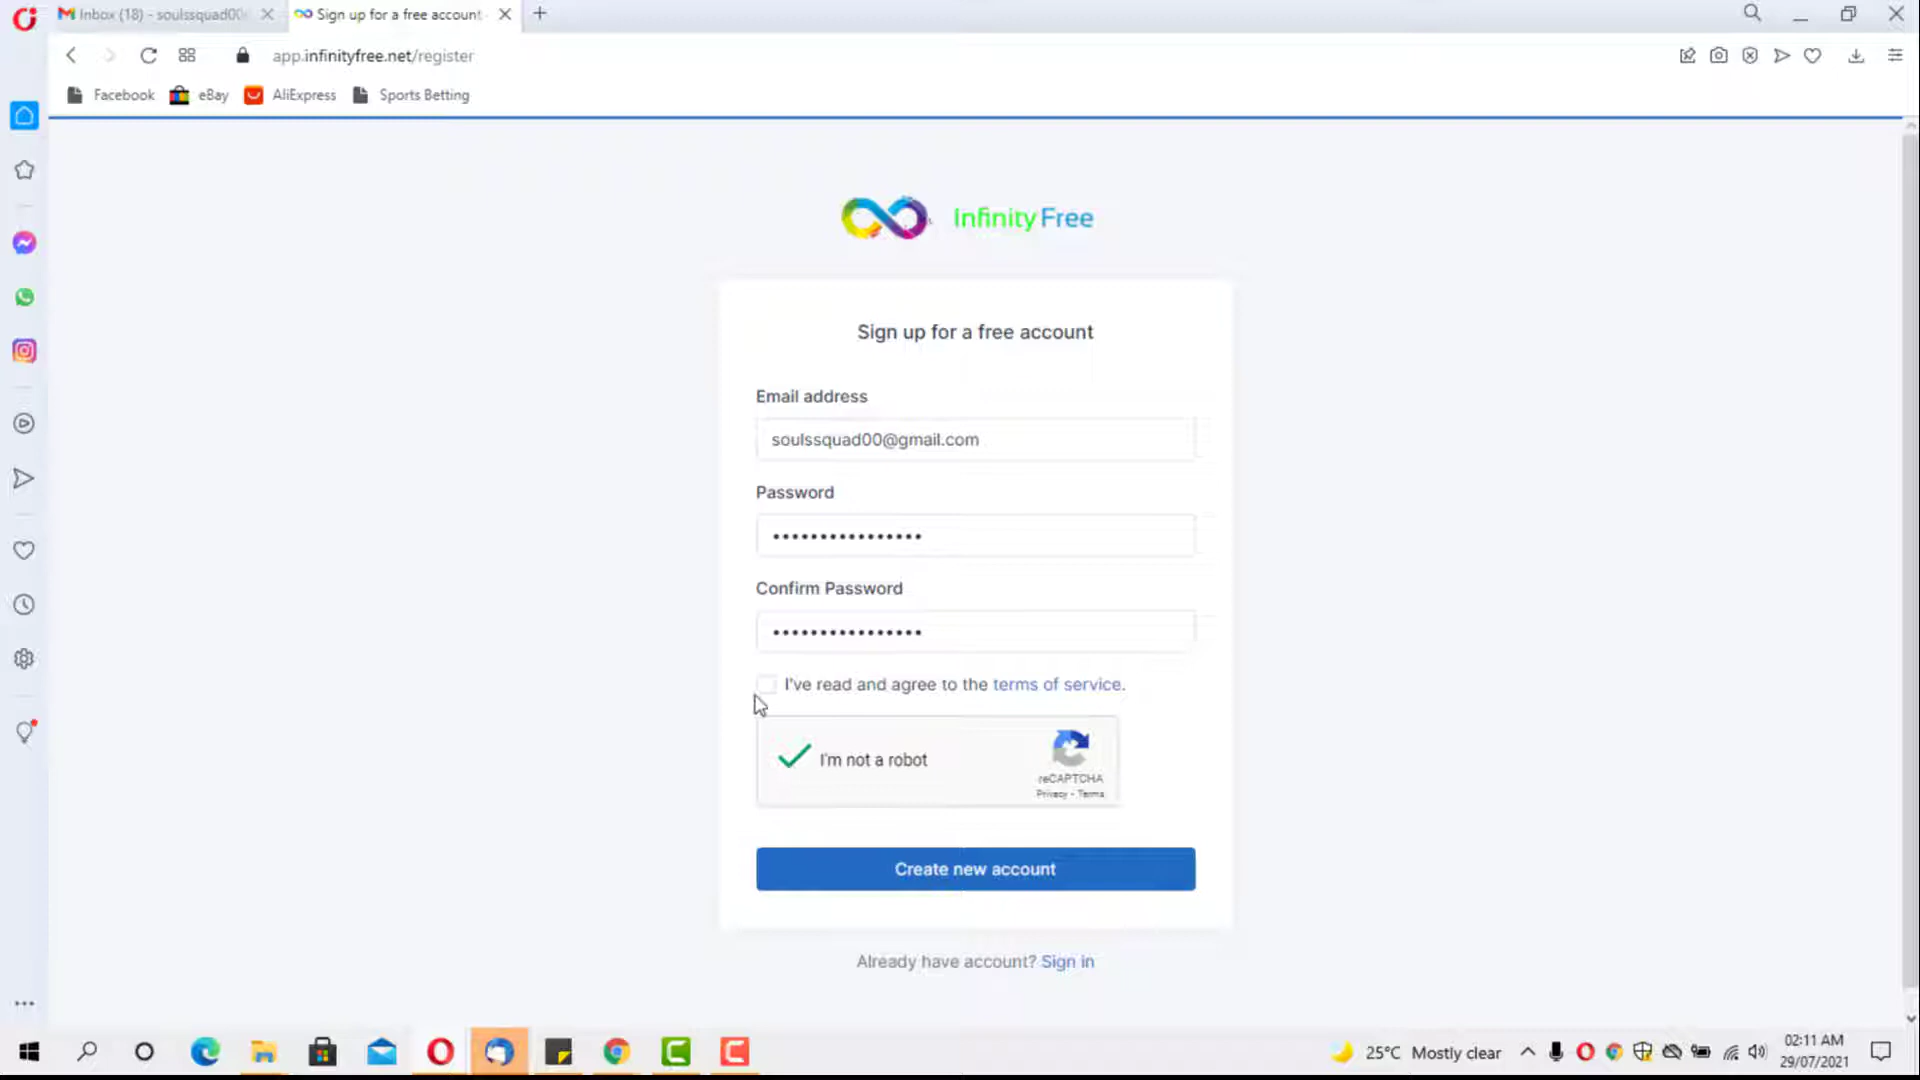 Inbox (18) - soulssquad00
Sign up for a free account
app.infinityfree.net/register
Facebook eBay AliExpress Sports Betting
Infinity Free
Sign up for a free account
Email address
soulssquad00@gmail.com
Password
••••••••••••••••
Confirm Password
••••••••••••••••
I've read and agree to the terms of service.
I'm not a robot
reCAPTCHA
Privacy - Terms
Create new account
Already have account? Sign in
25°C Mostly clear
02:11 AM
29/07/2021